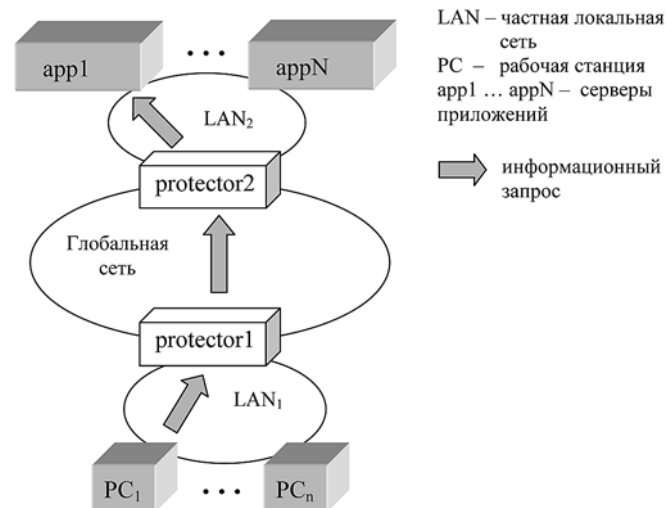 app1
...
appN
LAN₂
protector2
Глобальная
сеть
protector1
LAN₁
PC₁
...
PCₙ
LAN – частная локальная
сеть
PC – рабочая станция
app1 ... appN – серверы
приложений
информационный
запрос